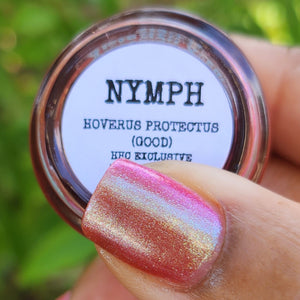 NYMPH
HOVERUS PROTECTUS
(GOOD)
HHC EXCLUSIVE